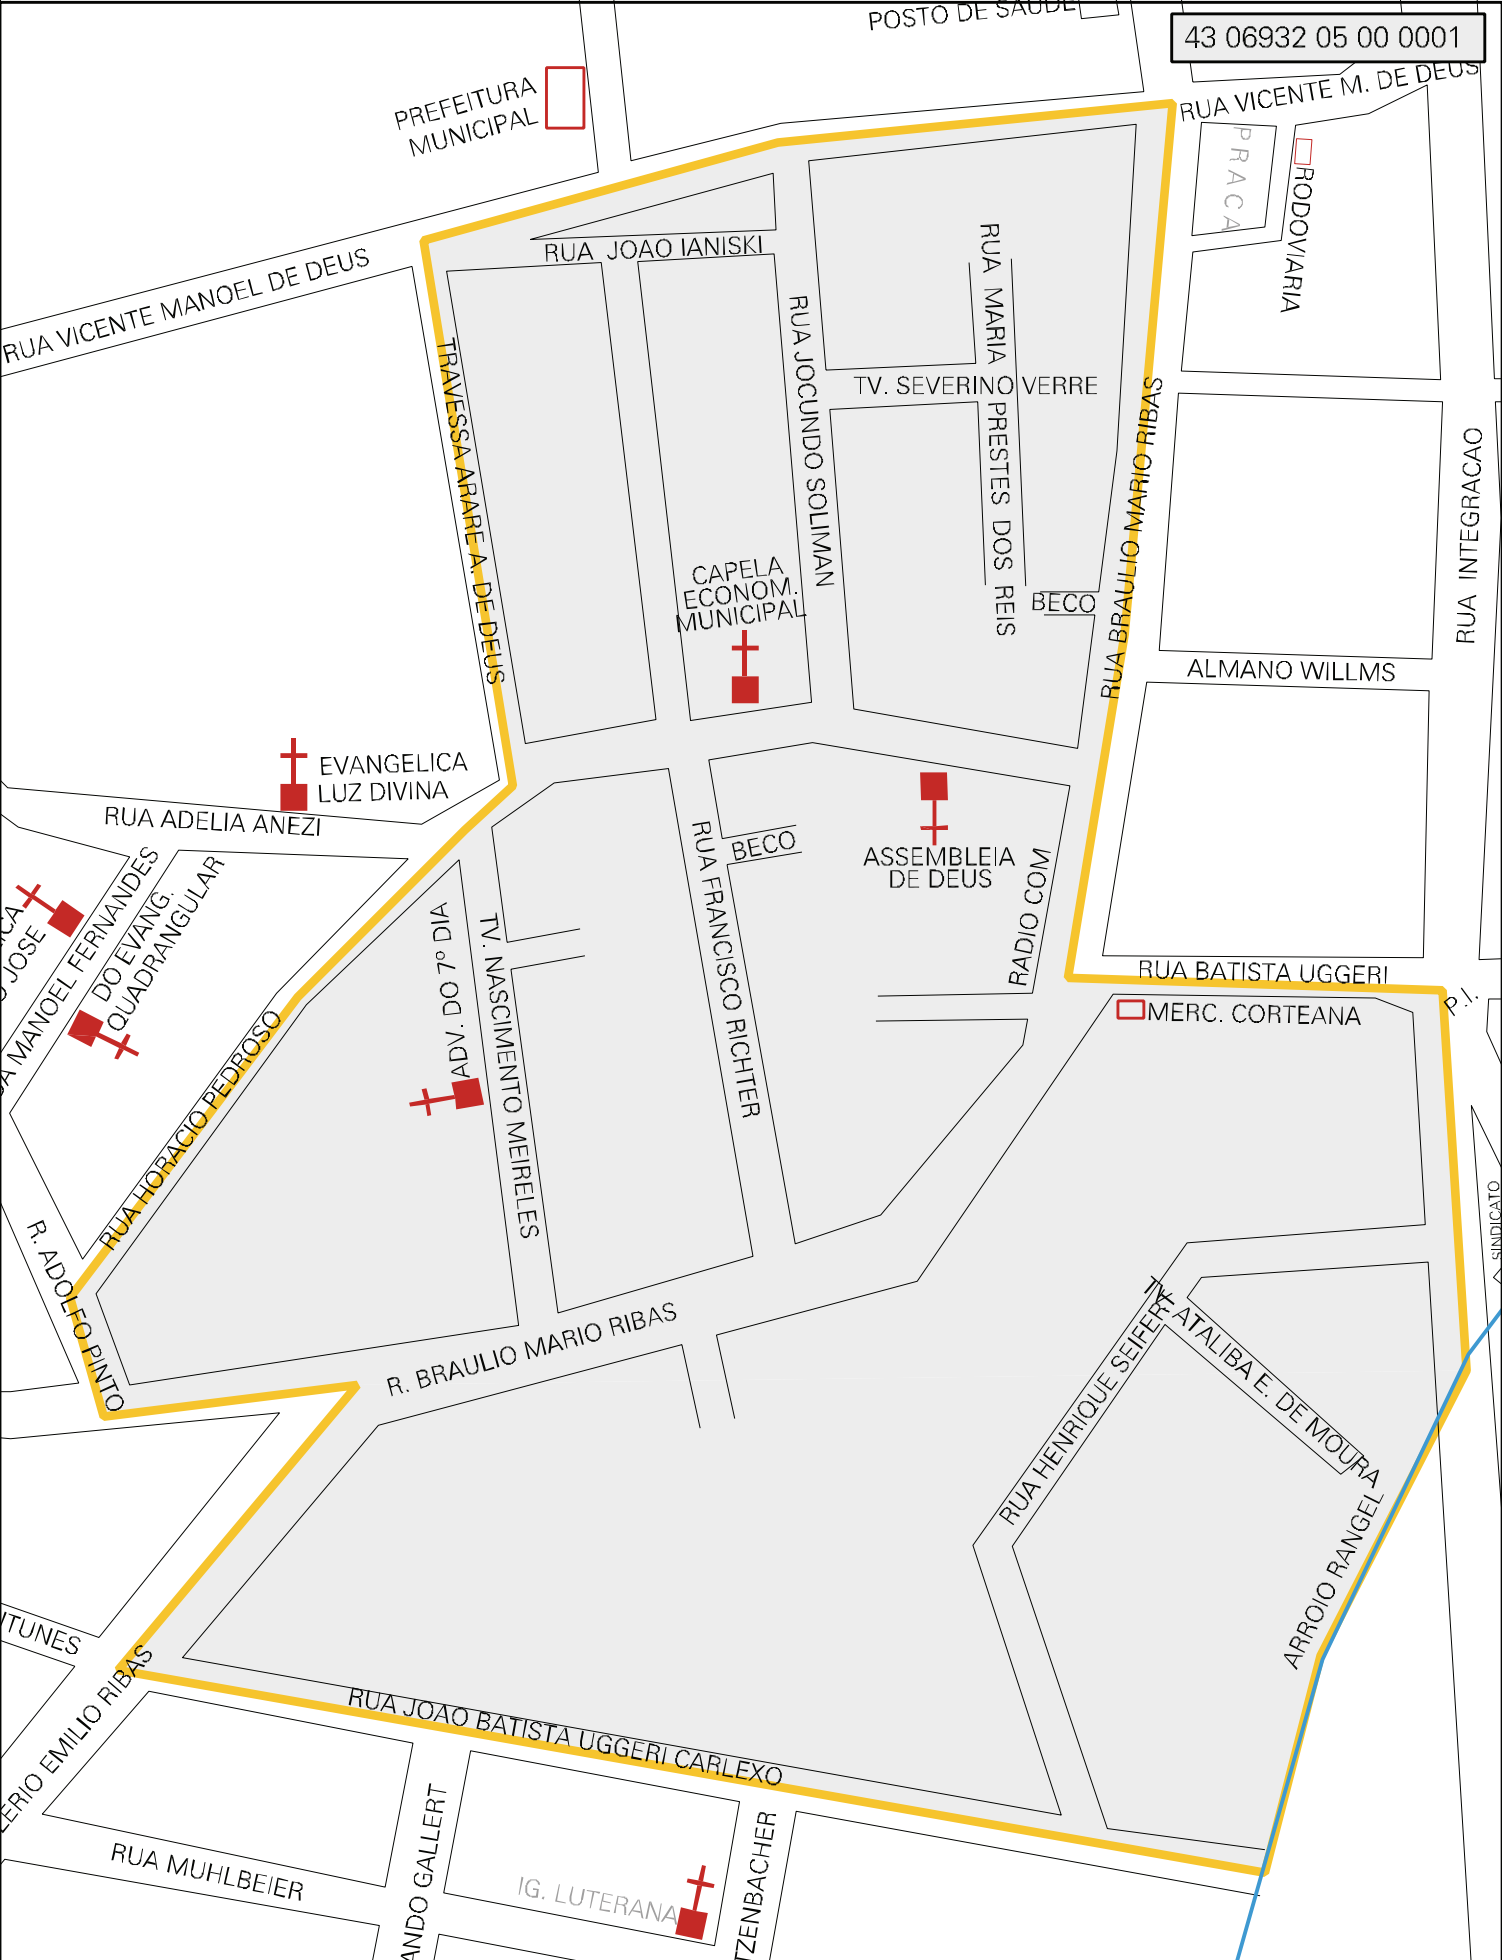 POSTO DE SAUDE
43 06932 05 00 0001
PREFEITURA
MUNICIPAL
RUA VICENTE M. DE DEUS
PRACA
RODOVIARIA
RUA VICENTE MANOEL DE DEUS
RUA JOAO IANISKI
RUA MARIA PRESTES DOS REIS
RUA JOCUNDO SOLIMAN
TV. SEVERINO VERRE
TRAVESSA ARARE A. DE DEUS
RUA BRAULIO MARIO RIBAS
RUA INTEGRACAO
CAPELA
ECONOM.
MUNICIPAL
BECO
ALMANO WILLMS
EVANGELICA
LUZ DIVINA
RUA ADELIA ANEZI
BECO
ASSEMBLEIA
DE DEUS
RADIO COM
RUA FRANCISCO RICHTER
MANOEL FERNANDES
DO EVANG.
QUADRANGULAR
JOSE
ADV. DO 7º DIA
TV. NASCIMENTO MEIRELES
RUA BATISTA UGGERI
P.I.
MERC. CORTEANA
RUA HORACIO PEDROSO
R. ADOLFO PINTO
SINDICATO
R. BRAULIO MARIO RIBAS
TV. ATALIBA E. DE MOURA
RUA HENRIQUE SEIFERT
ARROIO RANGEL
EMILIO RIBAS
RUA JOAO BATISTA UGGERI CARLEXO
RUA MUHLBEIER
GALLERT
IG. LUTERANA